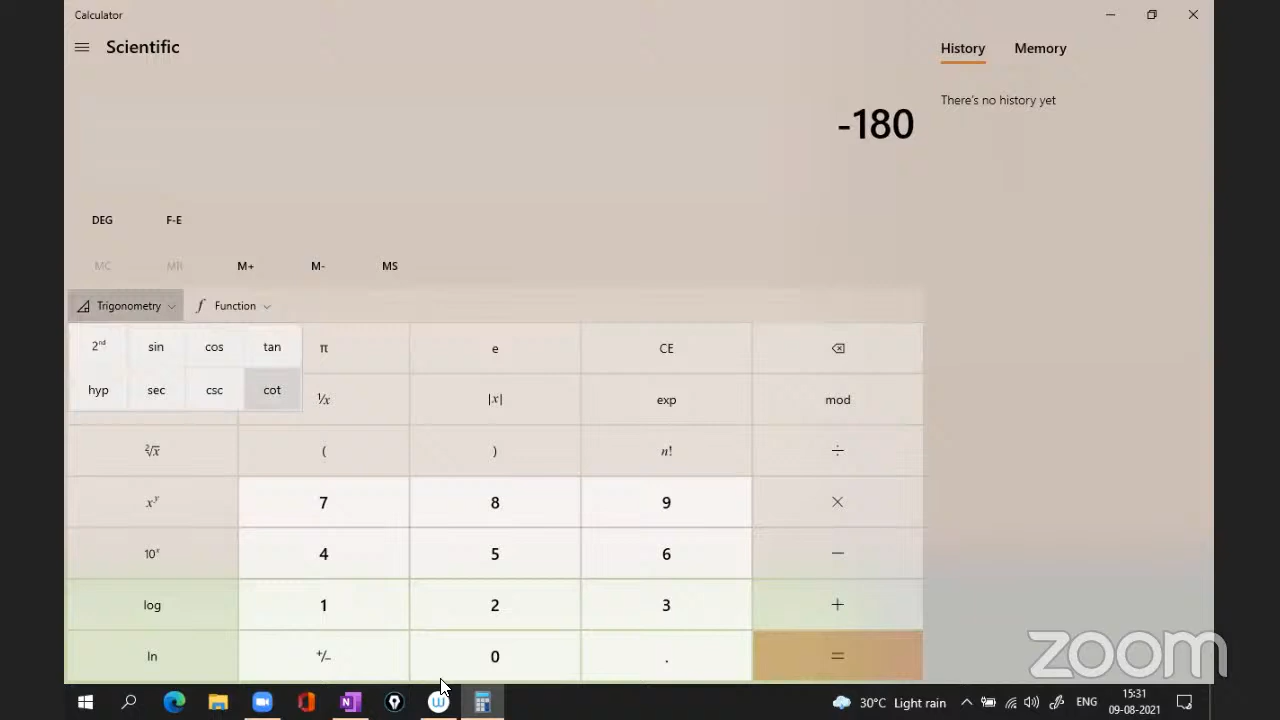 Calculator
Scientific
History Memory
There's no history yet
-180
DEG F-E
MC MR M+ M- MS
Trigonometry f Function
2nd sin cos tan π e CE
hyp sec csc cot ⅟x |x| exp mod
²√x ( ) n! ÷
xʸ 7 8 9 ×
10ˣ 4 5 6 −
log 1 2 3 +
ln +/− 0 . =
zoom
W 30°C Light rain ENG 15:31
09-08-2021